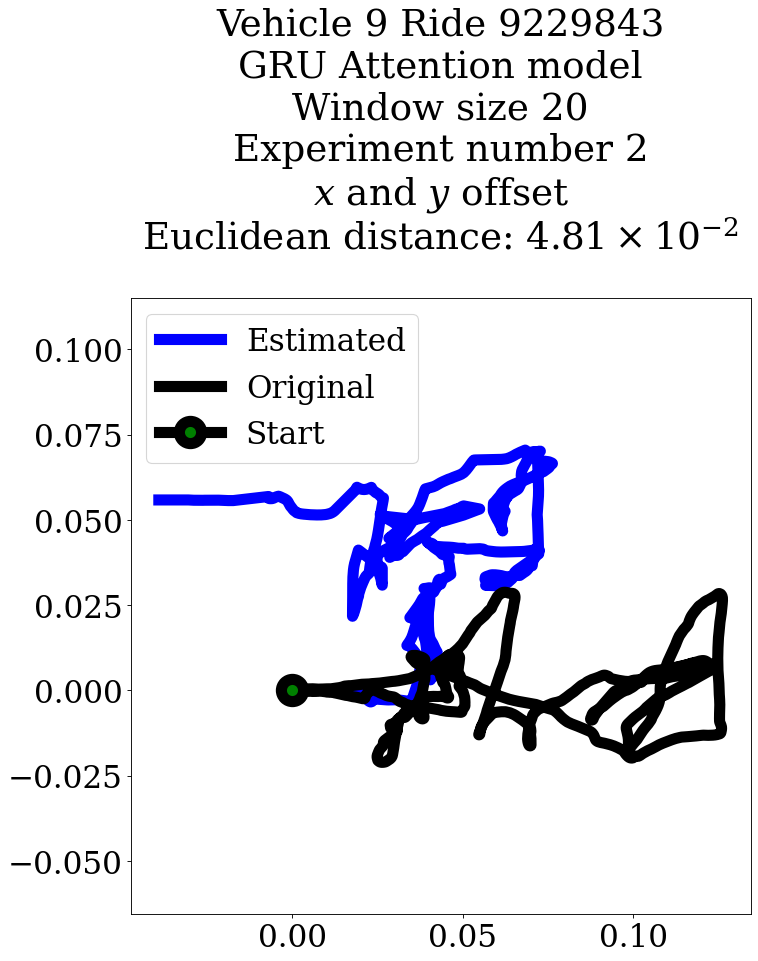 Vehicle 9 Ride 9229843
GRU Attention model
Window size 20
Experiment number 2
x and y offset
Euclidean distance: 4.81 × 10⁻²
Estimated
Original
Start
0.100
0.075
0.050
0.025
0.000
−0.025
−0.050
0.00 0.05 0.10